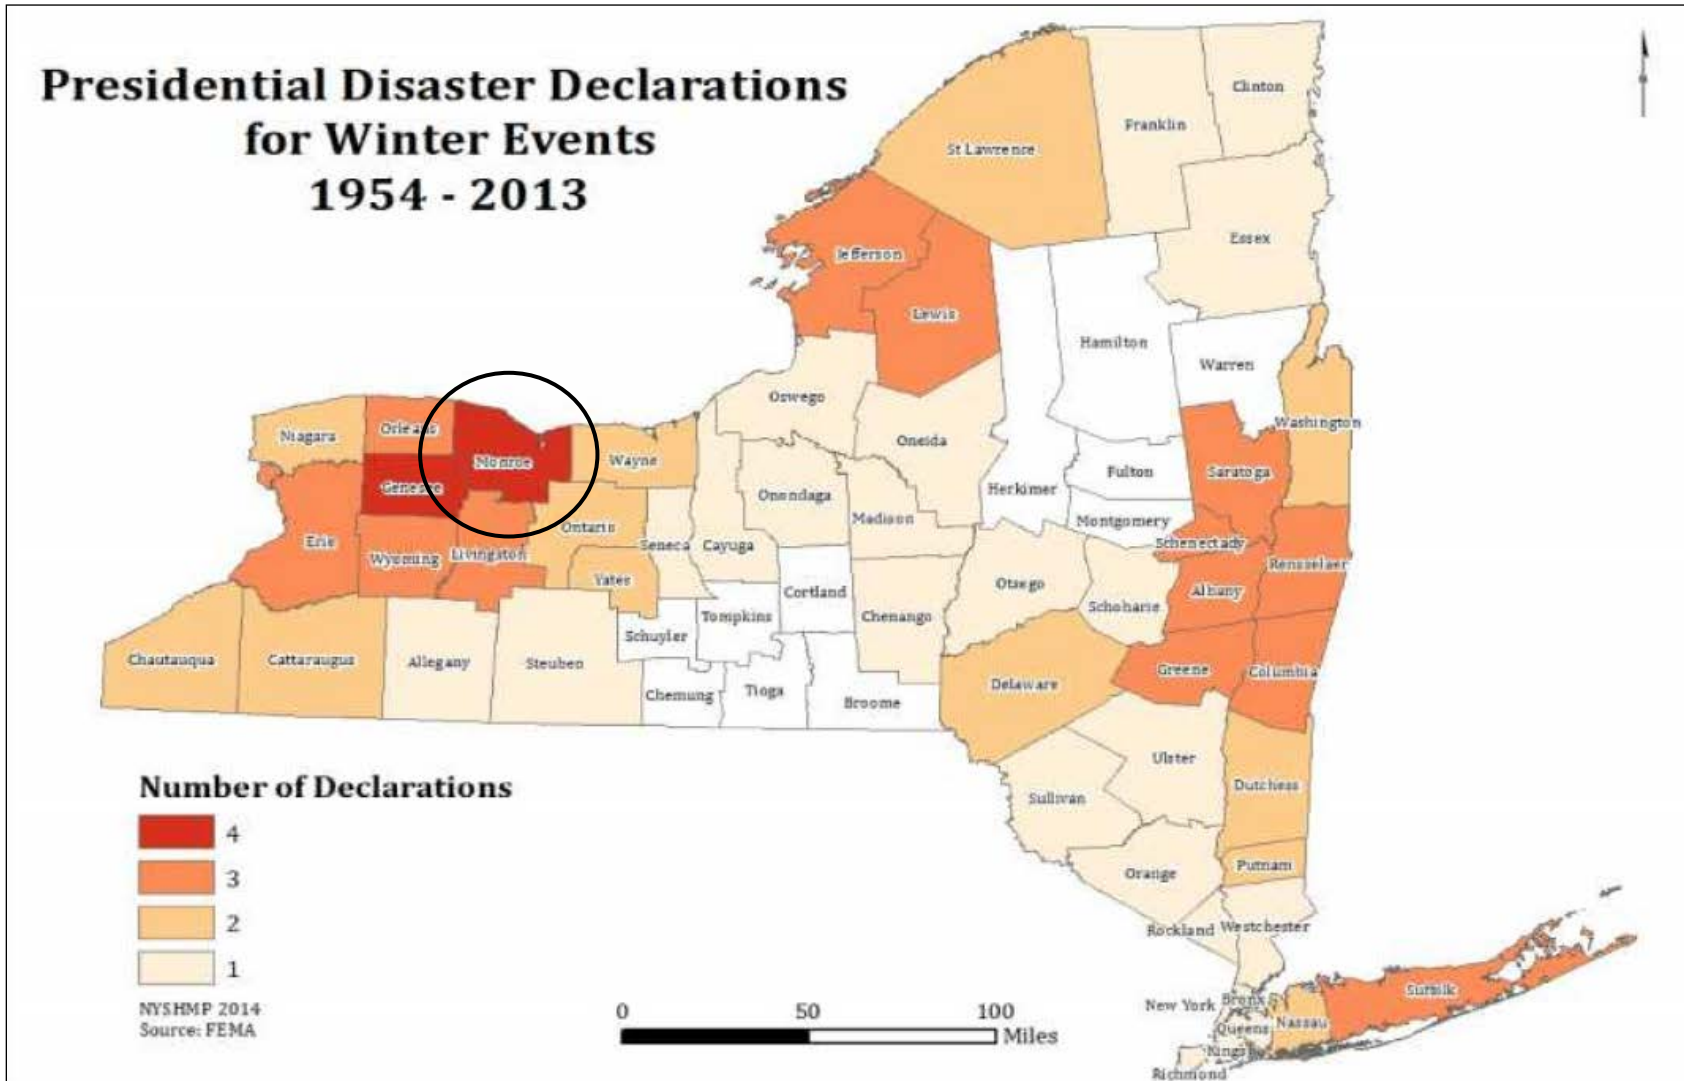 Presidential Disaster Declarations
for Winter Events
1954 - 2013
Clinton
Franklin
St Lawrence
Essex
Jefferson
Lewis
Hamilton
Warren
Oswego
Washington
Niagara
Orleans
Monroe
Wayne
Oneida
Genesee
Saratoga
Fulton
Herkimer
Onondaga
Madison
Montgomery
Erie
Wyoming
Livingston
Ontario
Seneca
Cayuga
Schenectady
Rensselaer
Yates
Cortland
Otsego
Albany
Schoharie
Tompkins
Chenango
Schuyler
Chautauqua
Cattaraugus
Allegany
Steuben
Delaware
Greene
Columbia
Chemung
Tioga
Broome
Ulster
Sullivan
Dutchess
Orange
Putnam
Rockland
Westchester
New York
Bronx
Queens
Nassau
Suffolk
Kings
Richmond
Number of Declarations
4
3
2
1
NYSHMP 2014
Source: FEMA
0 50 100
Miles